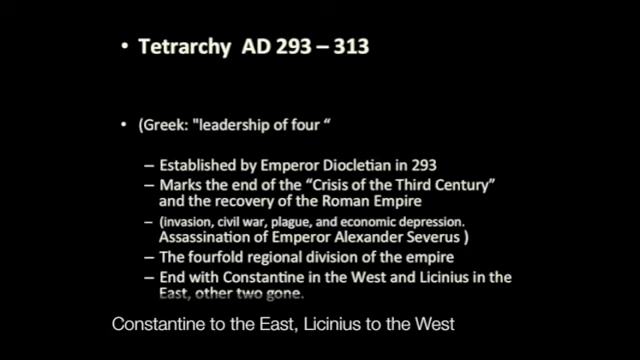 • Tetrarchy AD 293 – 313
• (Greek: "leadership of four “
– Established by Emperor Diocletian in 293
– Marks the end of the “Crisis of the Third Century”
and the recovery of the Roman Empire
– (invasion, civil war, plague, and economic depression.
Assassination of Emperor Alexander Severus )
– The fourfold regional division of the empire
– End with Constantine in the West and Licinius in the
East, other two gone.
Constantine to the East, Licinius to the West